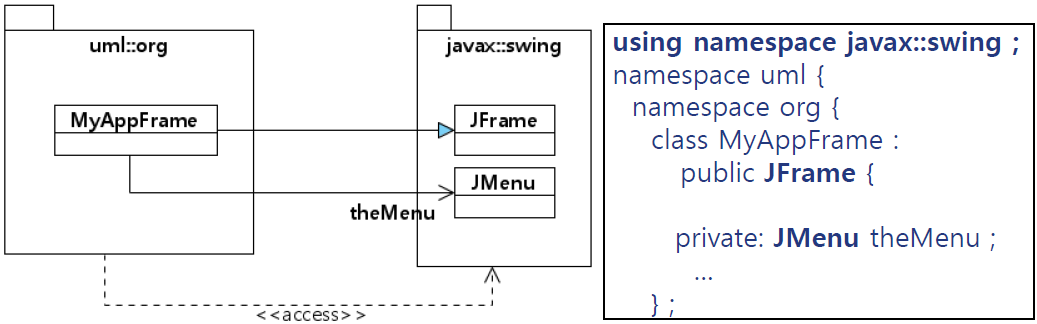 uml::org
MyAppFrame
theMenu
javax::swing
JFrame
JMenu
<<access>>
using namespace javax::swing ;
namespace uml {
namespace org {
class MyAppFrame :
public JFrame {
private: JMenu theMenu ;
...
} ;